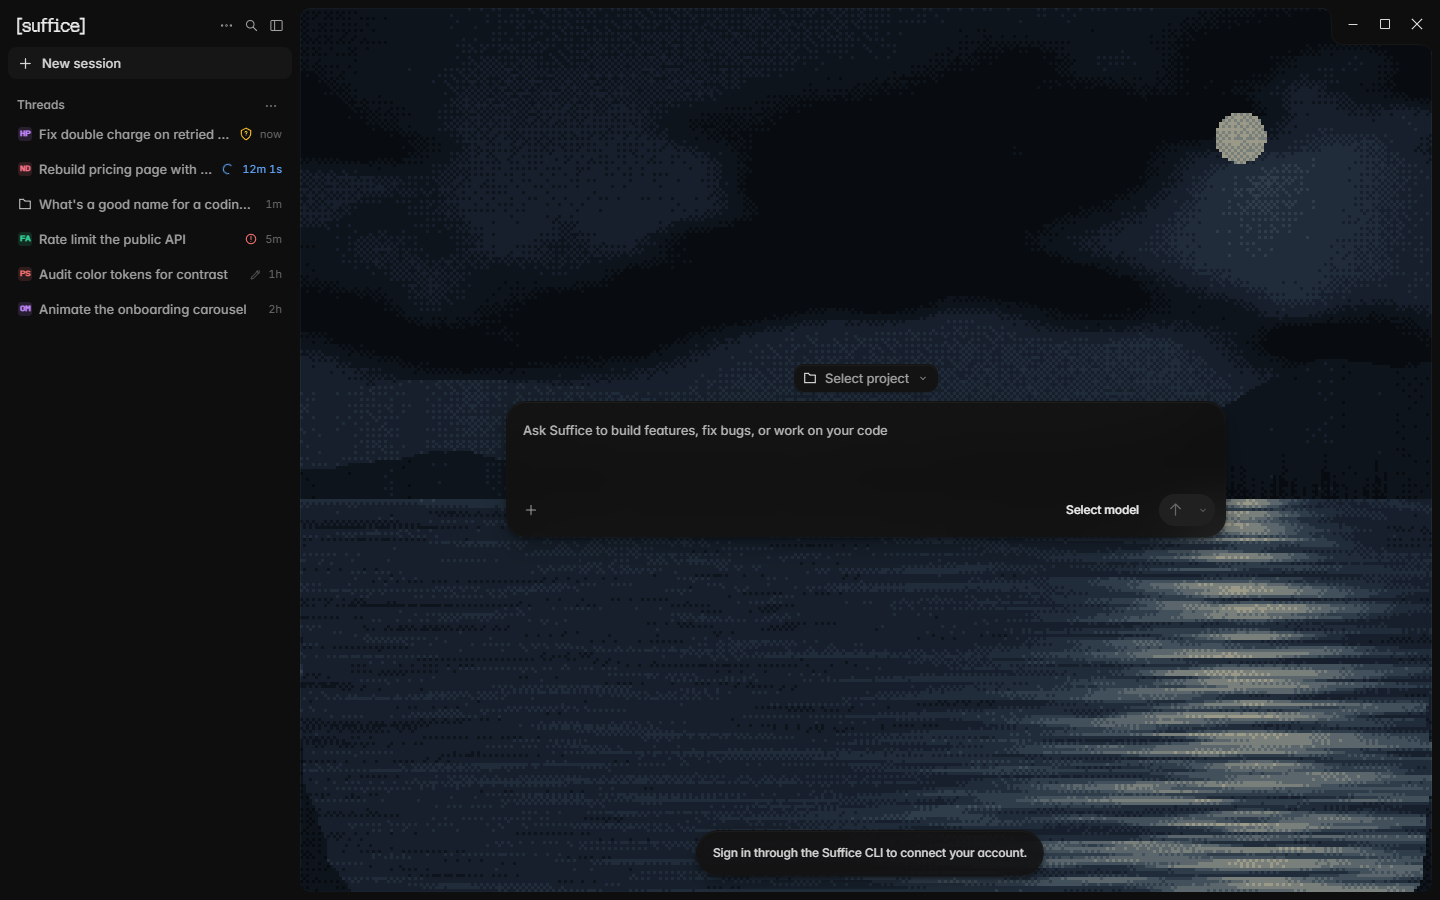 [suffice]
New session
Threads
HP Fix double charge on retried ... now
ND Rebuild pricing page with ... 12m 1s
What's a good name for a codin... 1m
FA Rate limit the public API 5m
PS Audit color tokens for contrast 1h
OM Animate the onboarding carousel 2h
Select project
Ask Suffice to build features, fix bugs, or work on your code
Select model
Sign in through the Suffice CLI to connect your account.